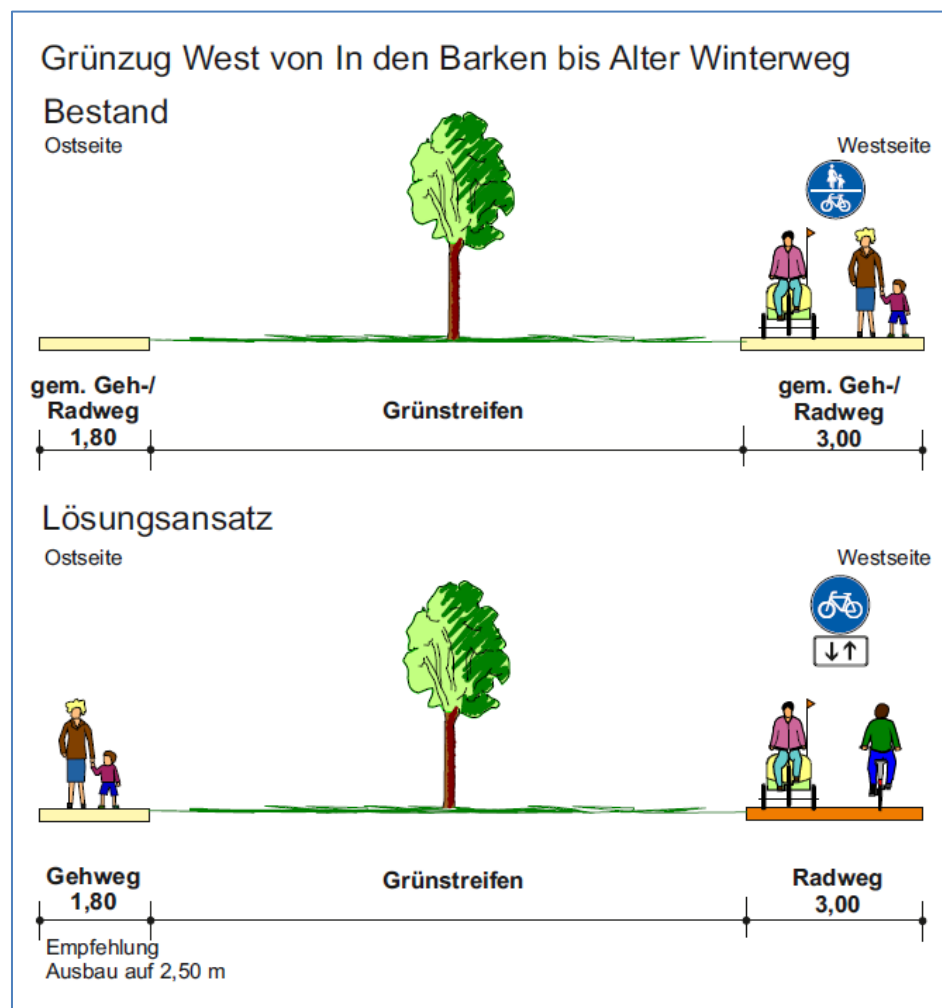 Grünzug West von In den Barken bis Alter Winterweg
Bestand
Ostseite
Westseite
gem. Geh-/
Radweg
1,80
Grünstreifen
gem. Geh-/
Radweg
3,00
Lösungsansatz
Ostseite
Westseite
Gehweg
1,80
Grünstreifen
Radweg
3,00
Empfehlung
Ausbau auf 2,50 m